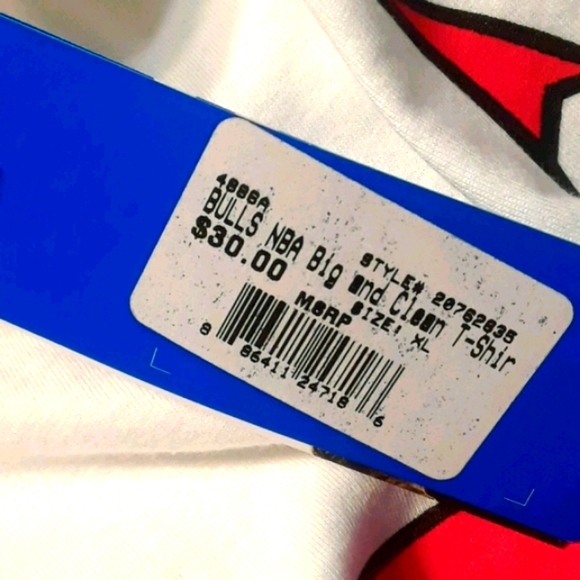 4886A STYLE# 20762835
BULLS NBA Big and Clean T-Shir
$30.00 MSRP SIZE: XL
8 86411 24718 6